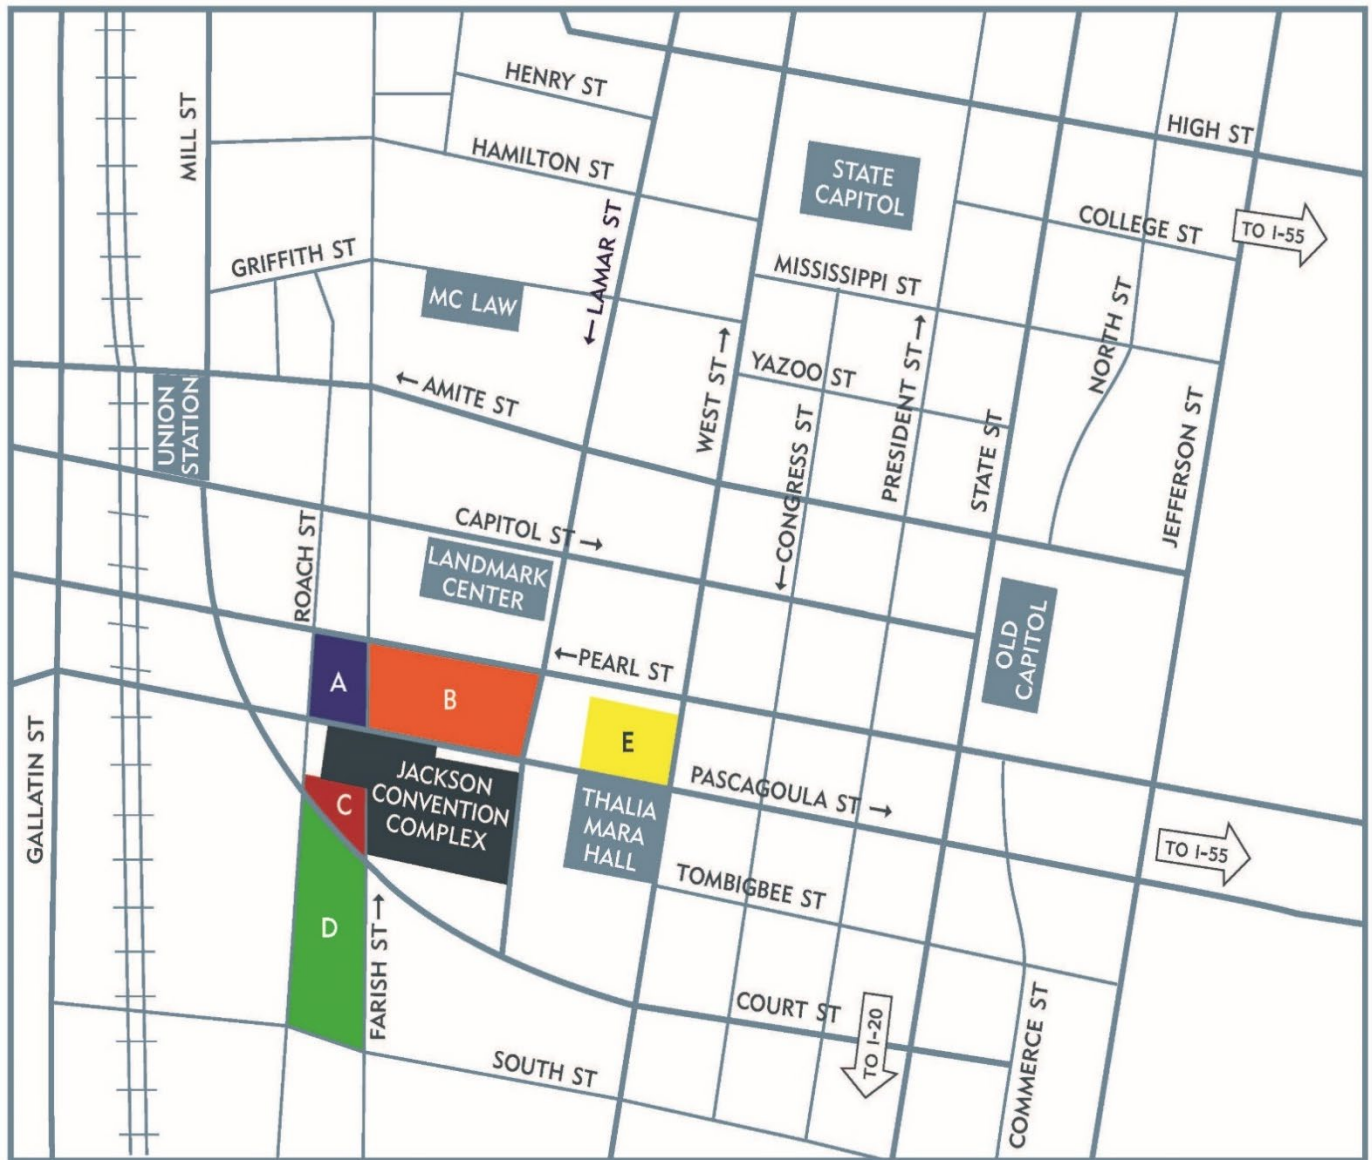 HENRY ST
HIGH ST
MILL ST
HAMILTON ST
STATE
CAPITOL
COLLEGE ST
TO I-55
GRIFFITH ST
←LAMAR ST
MISSISSIPPI ST
MC LAW
NORTH ST
WEST ST→
YAZOO ST
PRESIDENT ST→
← AMITE ST
UNION
STATION
←CONGRESS ST
STATE ST
JEFFERSON ST
ROACH ST
CAPITOL ST→
LANDMARK
CENTER
OLD
CAPITOL
←PEARL ST
A
B
E
GALLATIN ST
JACKSON
CONVENTION
COMPLEX
C
PASCAGOULA ST →
THALIA
MARA
HALL
TO I-55
TOMBIGBEE ST
D
FARISH ST→
COURT ST
TO I-20
COMMERCE ST
SOUTH ST